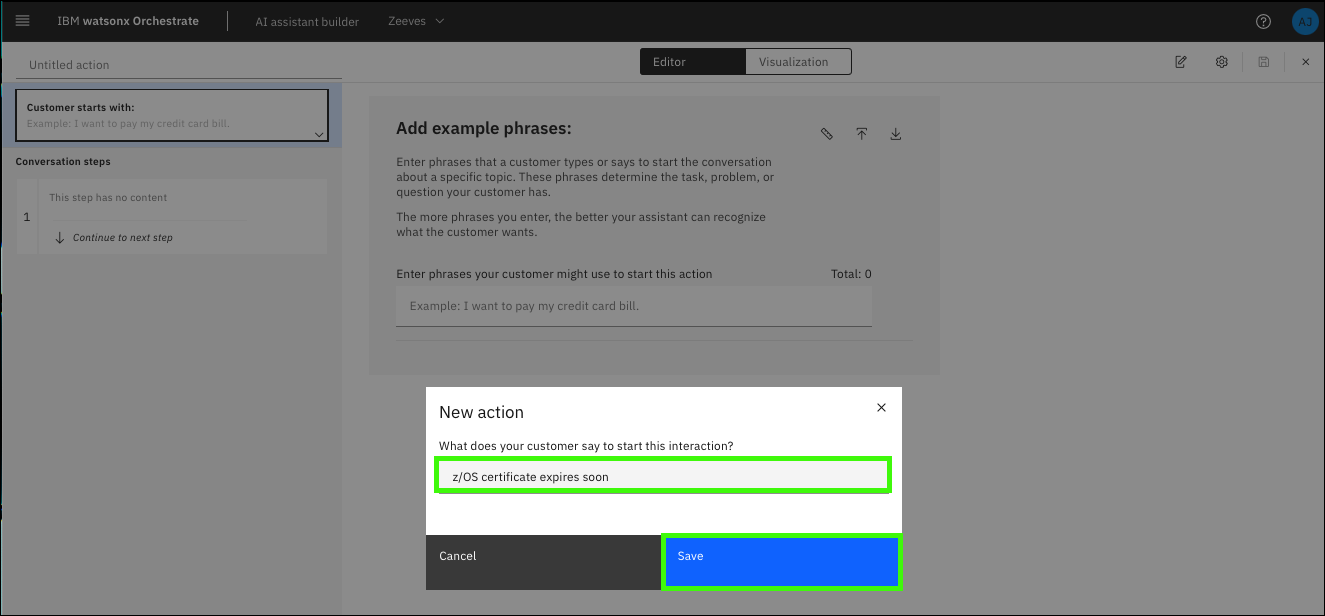 IBM watsonx Orchestrate
AI assistant builder
Zeeves
AJ
Untitled action
Editor
Visualization
Customer starts with:
Example: I want to pay my credit card bill.
Conversation steps
1
This step has no content
Continue to next step
Add example phrases:
Enter phrases that a customer types or says to start the conversation
about a specific topic. These phrases determine the task, problem, or
question your customer has.
The more phrases you enter, the better your assistant can recognize
what the customer wants.
Enter phrases your customer might use to start this action
Total: 0
Example: I want to pay my credit card bill.
New action
What does your customer say to start this interaction?
z/OS certificate expires soon
Cancel
Save